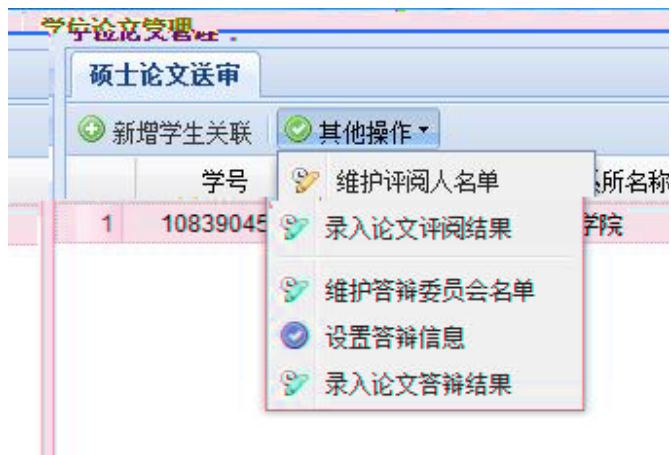 学位论文管理
硕士论文送审
新增学生关联 其他操作
学号 所名称
1 10839045 学院
维护评阅人名单
录入论文评阅结果
维护答辩委员会名单
设置答辩信息
录入论文答辩结果